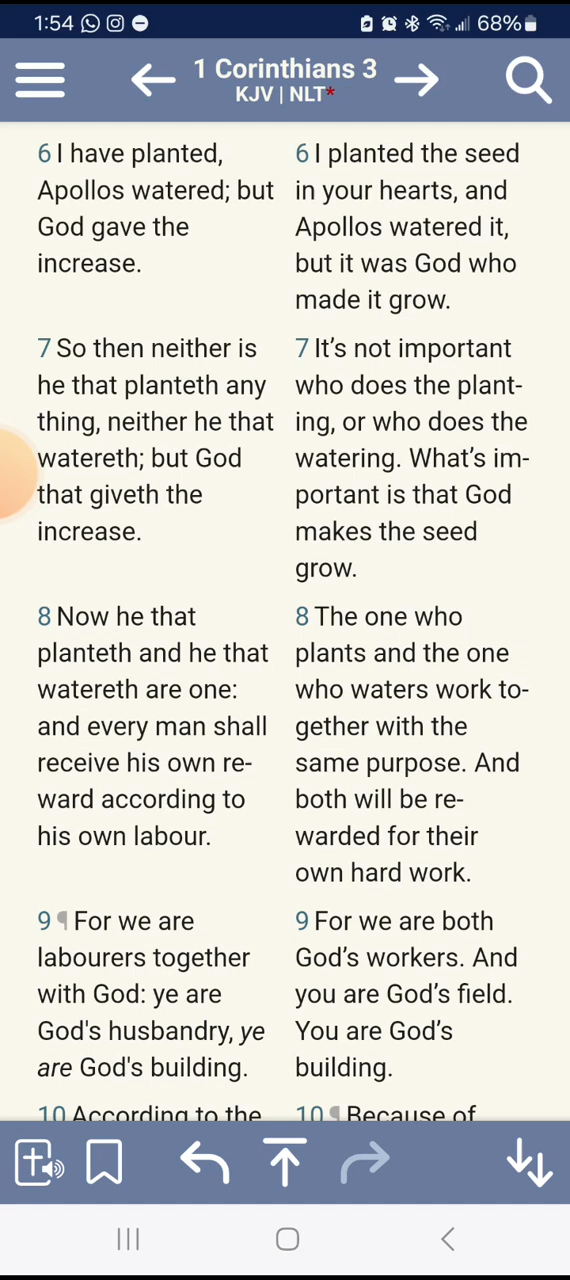 1:54
68%
1 Corinthians 3
KJV | NLT*
6 I have planted,
Apollos watered; but
God gave the
increase.
6 I planted the seed
in your hearts, and
Apollos watered it,
but it was God who
made it grow.
7 So then neither is
he that planteth any
thing, neither he that
watereth; but God
that giveth the
increase.
7 It’s not important
who does the plant-
ing, or who does the
watering. What’s im-
portant is that God
makes the seed
grow.
8 Now he that
planteth and he that
watereth are one:
and every man shall
receive his own re-
ward according to
his own labour.
8 The one who
plants and the one
who waters work to-
gether with the
same purpose. And
both will be re-
warded for their
own hard work.
9 ¶ For we are
labourers together
with God: ye are
God's husbandry, ye
are God's building.
9 For we are both
God’s workers. And
you are God’s field.
You are God’s
building.
10 According to the
10 ¶ Because of